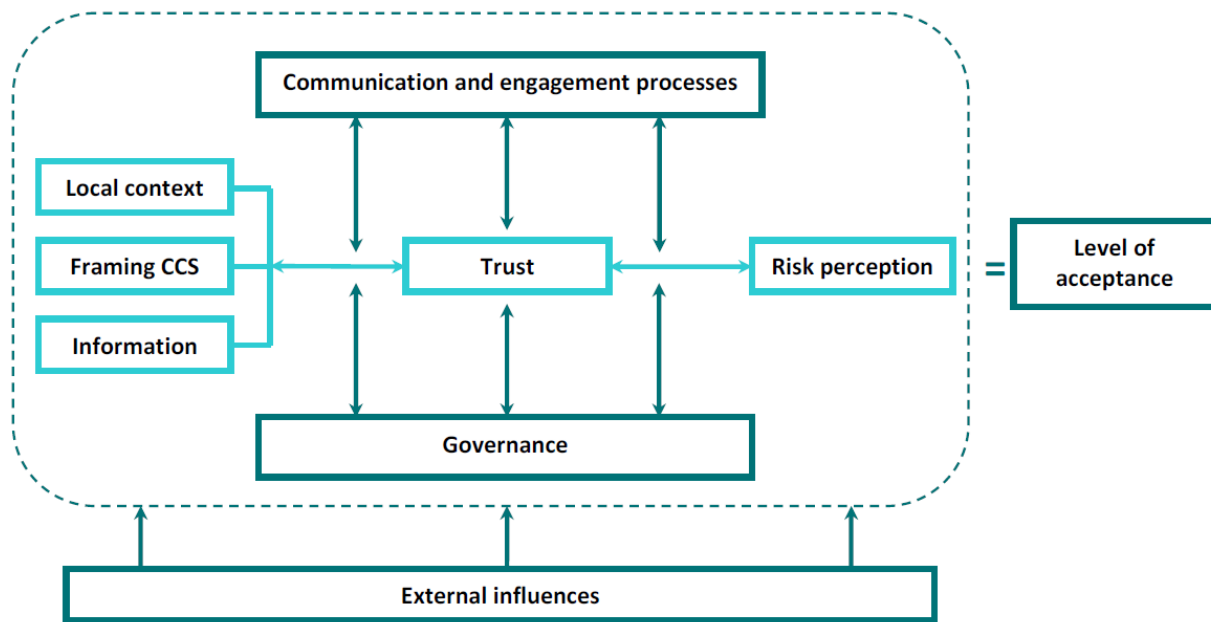 Communication and engagement processes
Local context
Framing CCS
Information
Trust
Risk perception
=
Level of
acceptance
Governance
External influences